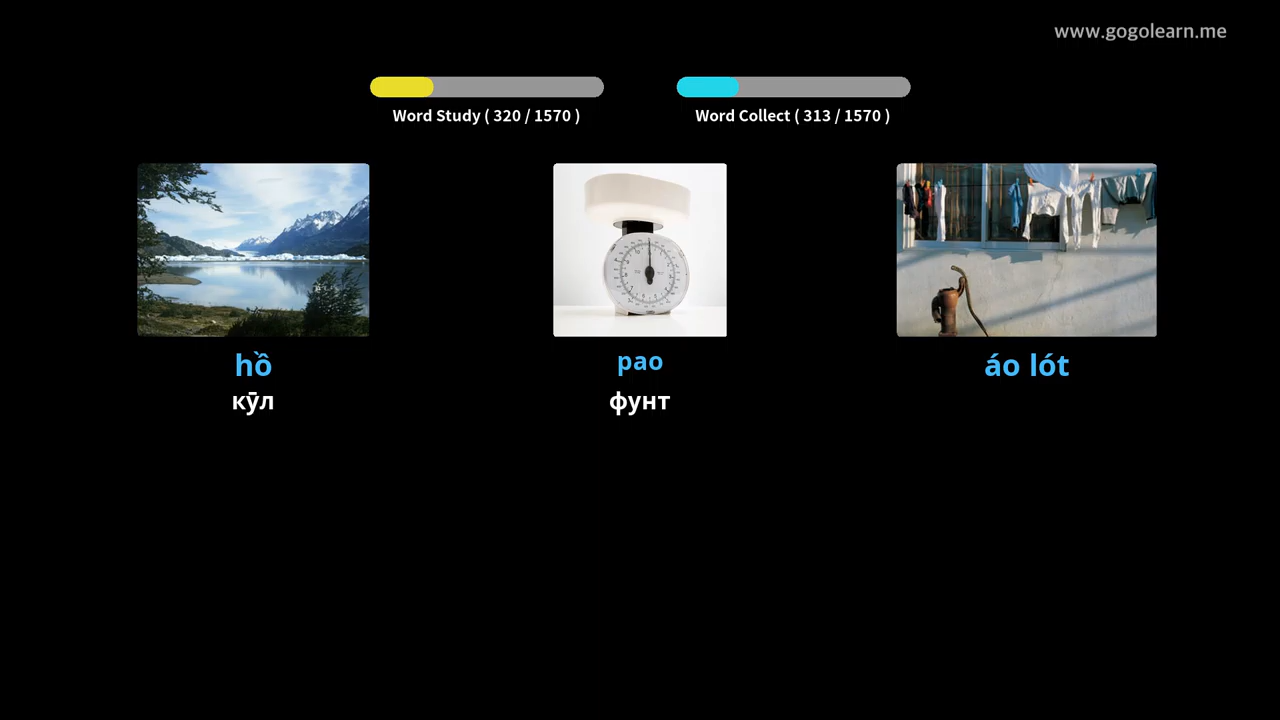 www.gogolearn.me
Word Study ( 320 / 1570 )
Word Collect ( 313 / 1570 )
hồ
pao
áo lót
кӯл
фунт